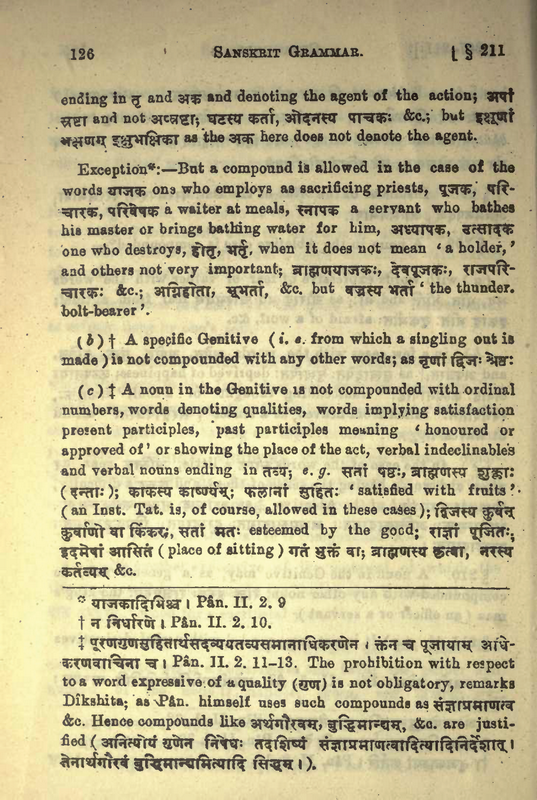 126 SANSKRIT GRAMMAR. [ § 211
ending in तृ and अक and denoting the agent of the action; अपां
स्रष्टा and not अप्स्रष्टा; घटस्य कर्ता, ओदनस्य पाचकः &c.; but इक्षूणां
भक्षणम् इक्षुभक्षिका as the अक here does not denote the agent.
Exception*:—But a compound is allowed in the case of the
words याजक one who employs as sacrificing priests, पूजक, परि-
चारक, परिवेषक a waiter at meals, स्नापक a servant who bathes
his master or brings bathing water for him, अध्यापक, उत्सादक
one who destroys, होतृ, भर्तृ, when it does not mean ‘ a holder,’
and others not very important; ब्राह्मणयाजकः, देवपूजकः, राजपरि-
चारकः &c.; अग्निहोता, भूभर्ता, &c. but वज्रस्य भर्ता ‘ the thunder.
bolt-bearer ’.
( b ) † A specific Genitive ( i. e. from which a singling out is
made ) is not compounded with any other words; as नृणां द्विजः श्रेष्ठः
( c ) ‡ A noun in the Genitive is not compounded with ordinal
numbers, words denoting qualities, words implying satisfaction
present participles, past participles meaning ‘ honoured or
approved of ’ or showing the place of the act, verbal indeclinables
and verbal nouns ending in तव्य; e. g. सतां षष्ठः, ब्राह्मणस्य शुक्लाः
( दन्ताः ); काकस्य कार्ष्ण्यम्; फलानां सुहितः ‘ satisfied with fruits ’
( an Inst. Tat. is, of course, allowed in these cases ); द्विजस्य कुर्वन्
कुर्वाणो वा किंकरः, सतां मतः esteemed by the good; राज्ञां पूजितः,
इदमेषां आसितं ( place of sitting ) गतं भुक्तं वा; ब्राह्मणस्य कृत्वा, नरस्य
कर्तव्यम् &c.
* याजकादिभिश्च । Pân. II. 2. 9
† न निर्धारणे । Pân. II. 2. 10.
‡ पूरणगुणसुहितार्थसदव्ययतव्यसमानाधिकरणेन । क्तेन च पूजायाम् अधि-
करणवाचिना च । Pân. II. 2. 11-13. The prohibition with respect
to a word expressive of a quality (गुण) is not obligatory, remarks
Dîkshita; as Pân. himself uses such compounds as संज्ञाप्रमाणत्व
&c. Hence compounds like अर्थगौरवम्, बुद्धिमान्द्यम्, &c. are justi-
fied ( अनित्योयं गुणेन निषेधः तदशिष्यं संज्ञाप्रमाणत्वादित्यादिनिर्देशात् ।
तेनार्थगौरवं बुद्धिमान्द्यमित्यादि सिद्धम् । ).